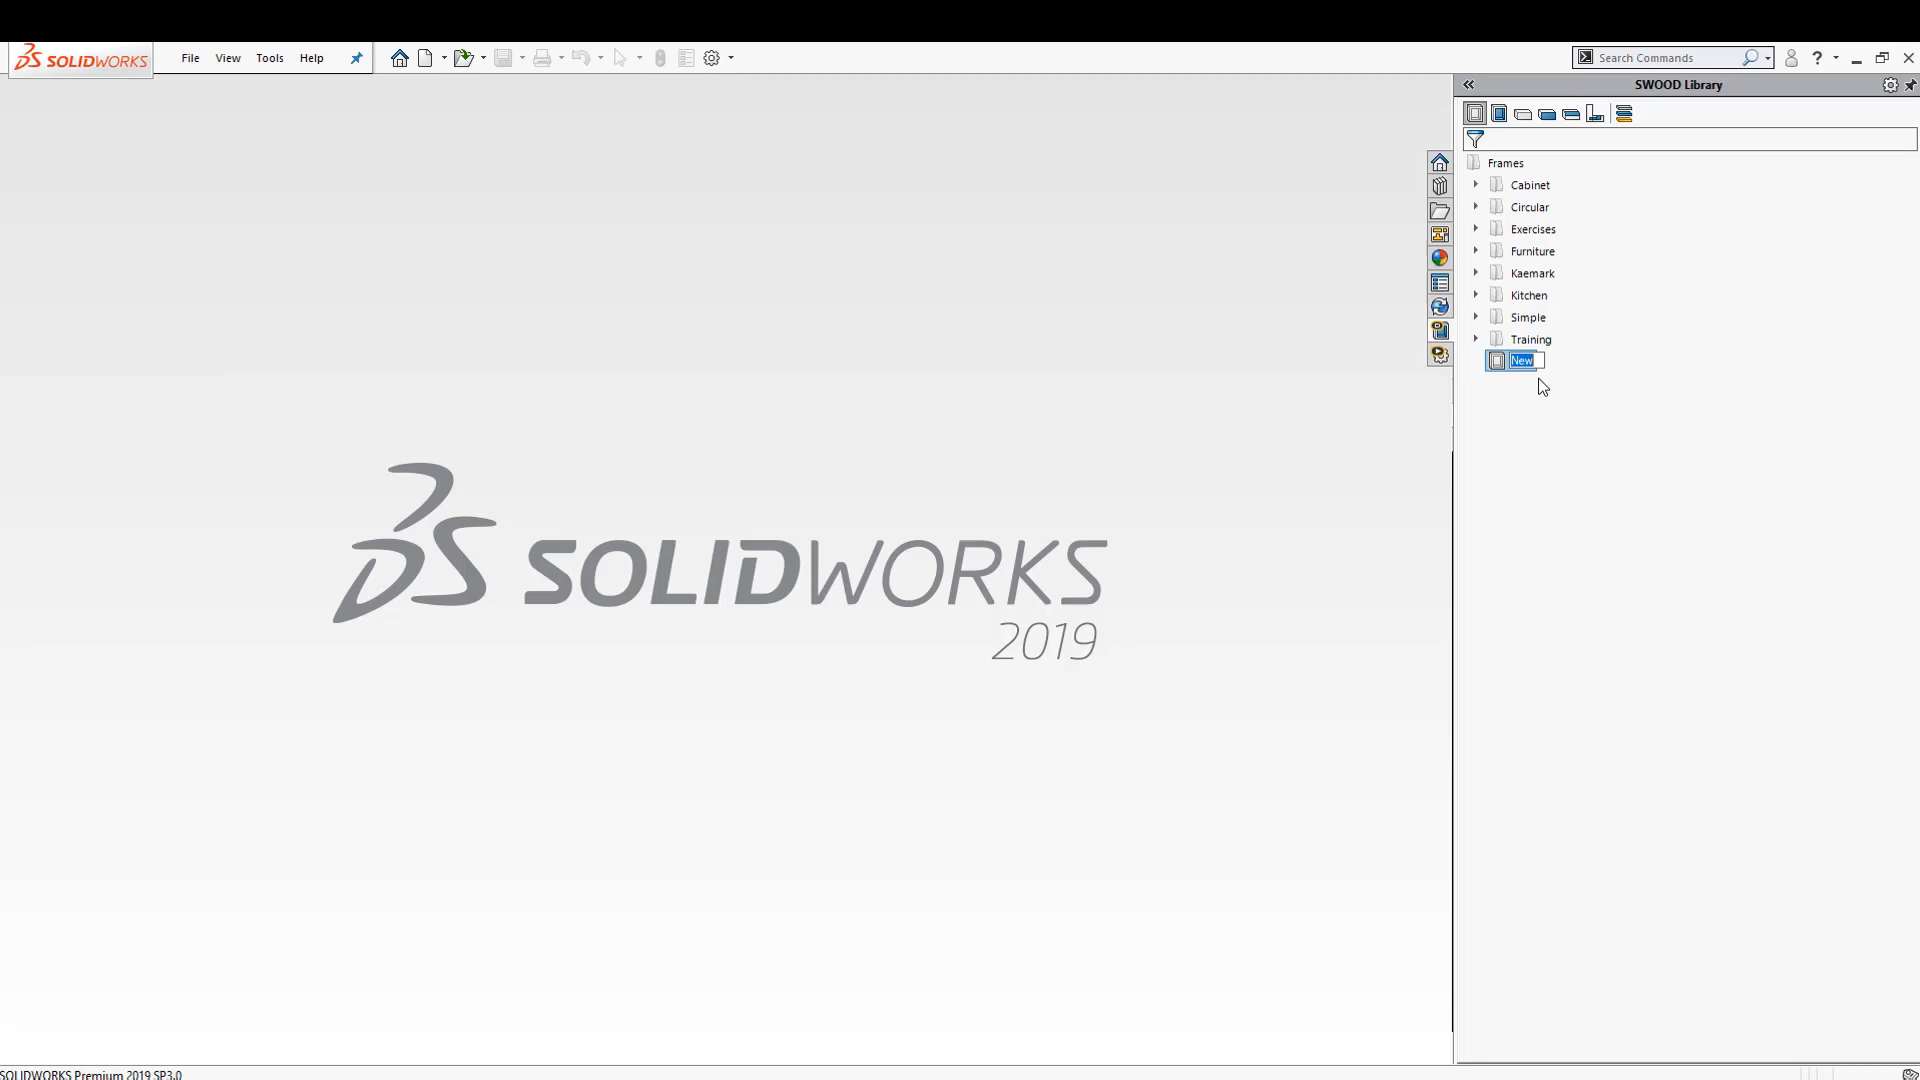 SOLIDWORKS File View Tools Help Search Commands ?
SWOOD Library
Frames
Cabinet
Circular
Exercises
Furniture
Kaemark
Kitchen
Simple
Training
New
SOLIDWORKS
2019
SOLIDWORKS Premium 2019 SP3.0